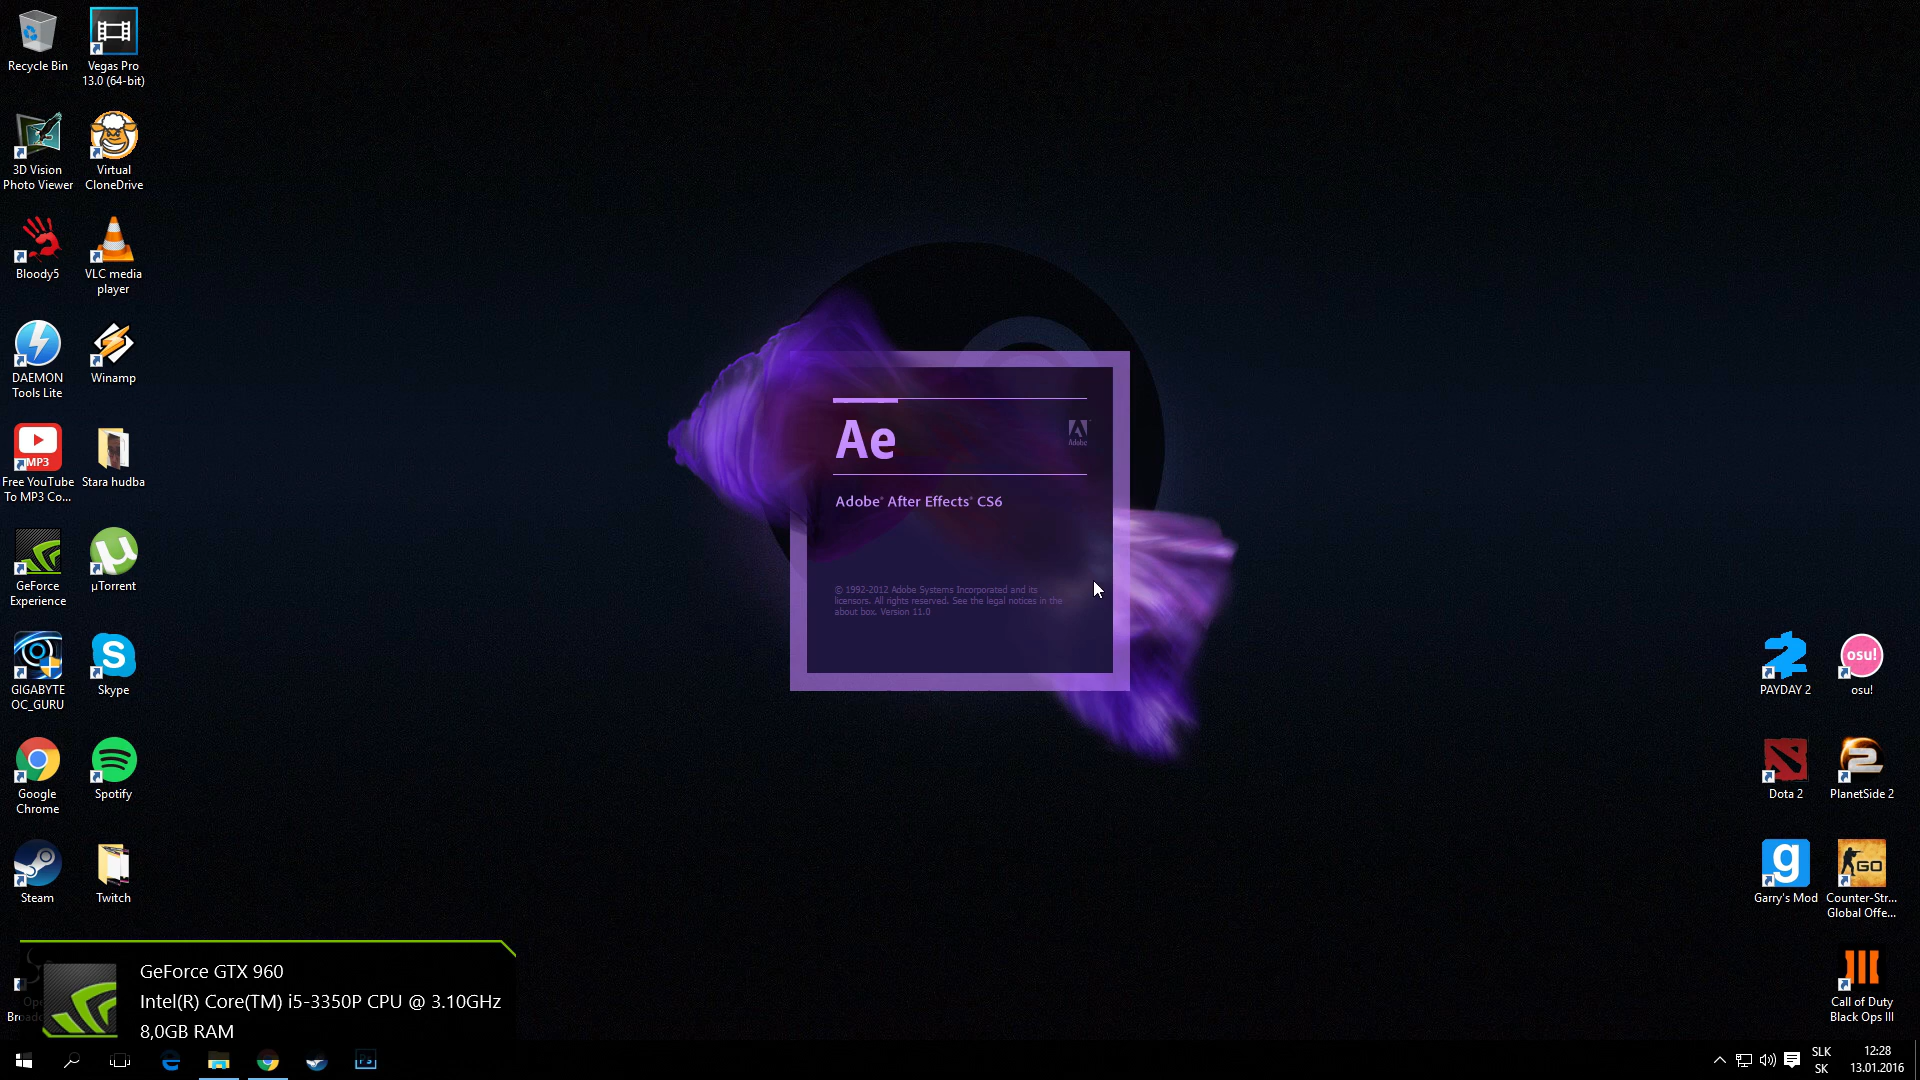 Recycle Bin
Vegas Pro
13.0 (64-bit)
3D Vision
Photo Viewer
Virtual
CloneDrive
Bloody5
VLC media
player
DAEMON
Tools Lite
Winamp
MP3
Free YouTube
To MP3 Co...
Stara hudba
GeForce
Experience
µTorrent
GIGABYTE
OC_GURU
Skype
Google
Chrome
Spotify
Steam
Twitch
Ae
Adobe
Adobe® After Effects® CS6
© 1992-2012 Adobe Systems Incorporated and its
licensors. All rights reserved. See the legal notices in the
about box. Version 11.0
PAYDAY 2
osu!
osu!
Dota 2
PlanetSide 2
Garry's Mod
GO
Counter-Str...
Global Offe...
Call of Duty
Black Ops III
GeForce GTX 960
Intel(R) Core(TM) i5-3350P CPU @ 3.10GHz
8,0GB RAM
Ps
SLK
SK
12:28
13.01.2016